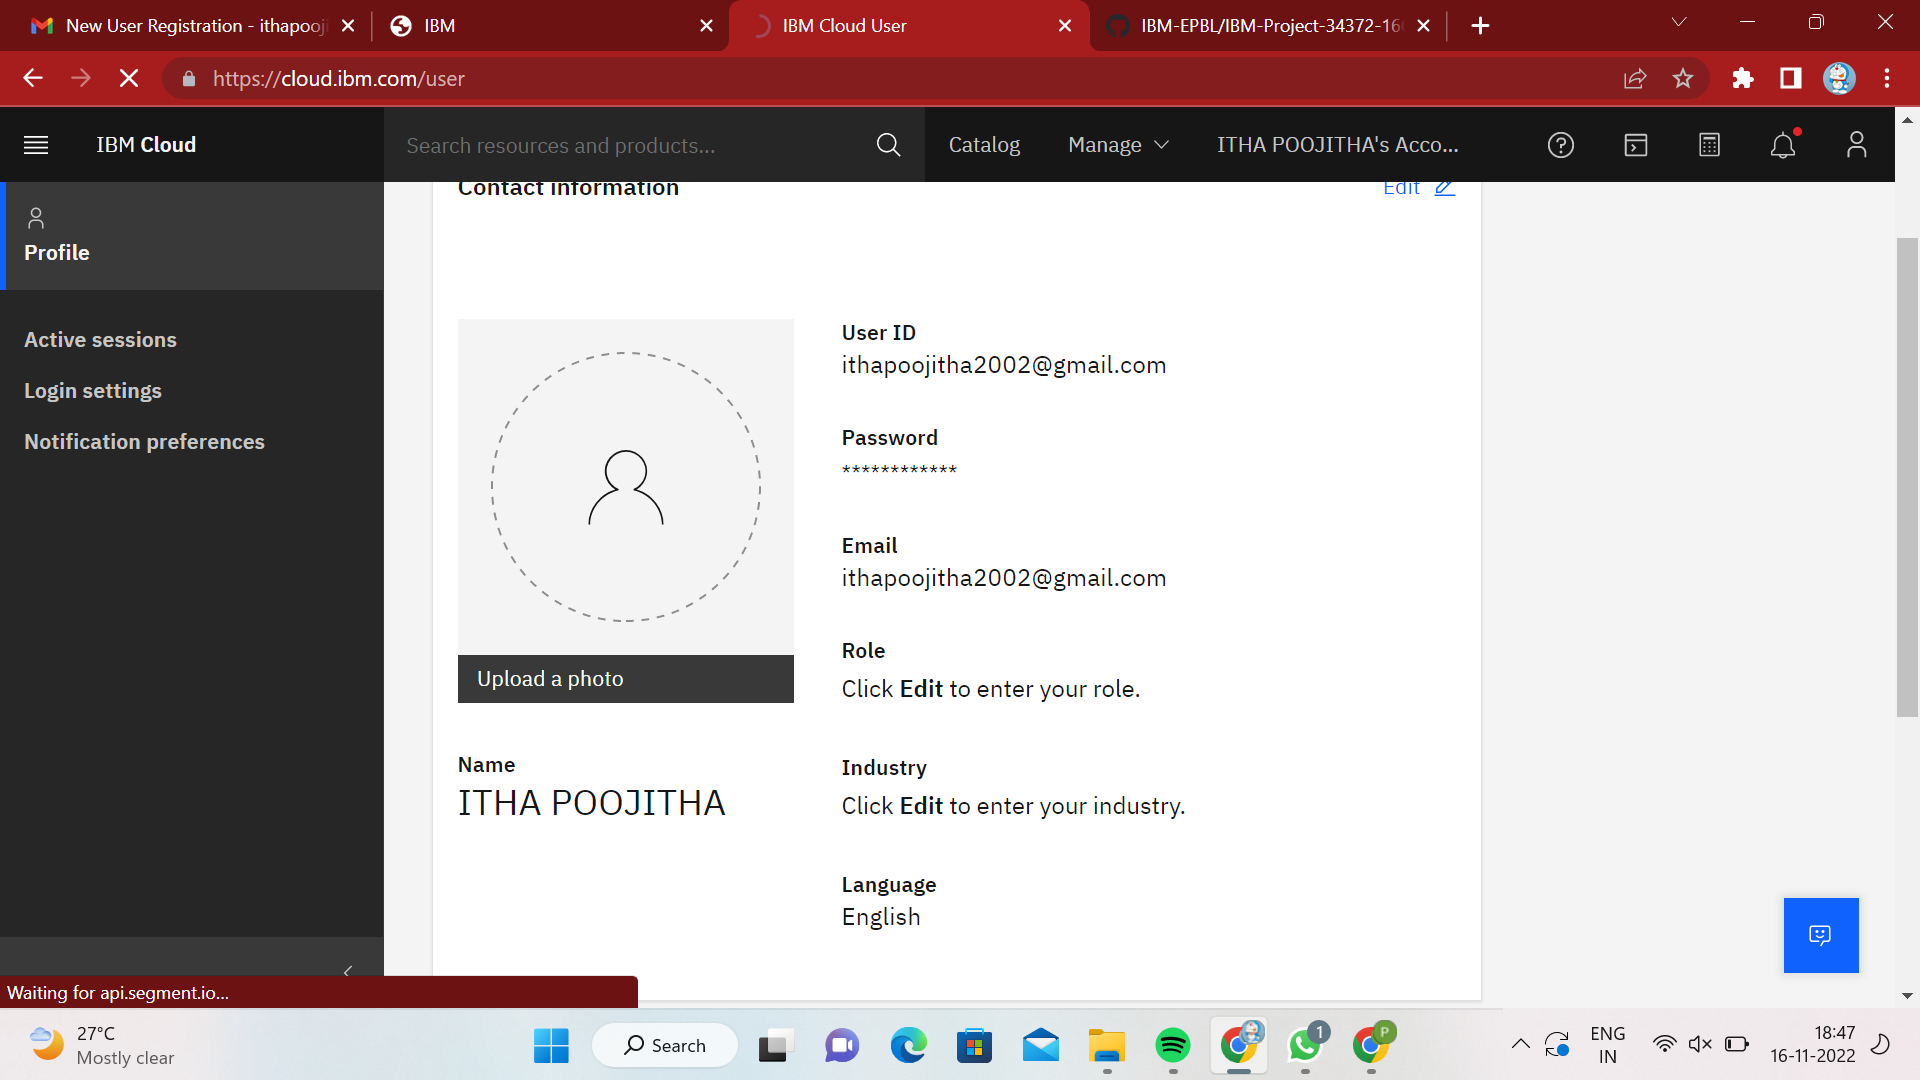 New User Registration - ithapooji
IBM
IBM Cloud User
IBM-EPBL/IBM-Project-34372-16
https://cloud.ibm.com/user
IBM Cloud
Search resources and products...
Catalog
Manage
ITHA POOJITHA's Acco...
Contact information
Edit
Profile
Active sessions
Login settings
Notification preferences
User ID
ithapoojitha2002@gmail.com
Password
************
Email
ithapoojitha2002@gmail.com
Role
Click Edit to enter your role.
Upload a photo
Name
ITHA POOJITHA
Industry
Click Edit to enter your industry.
Language
English
Waiting for api.segment.io...
27°C
Mostly clear
Search
1
P
ENG
IN
18:47
16-11-2022